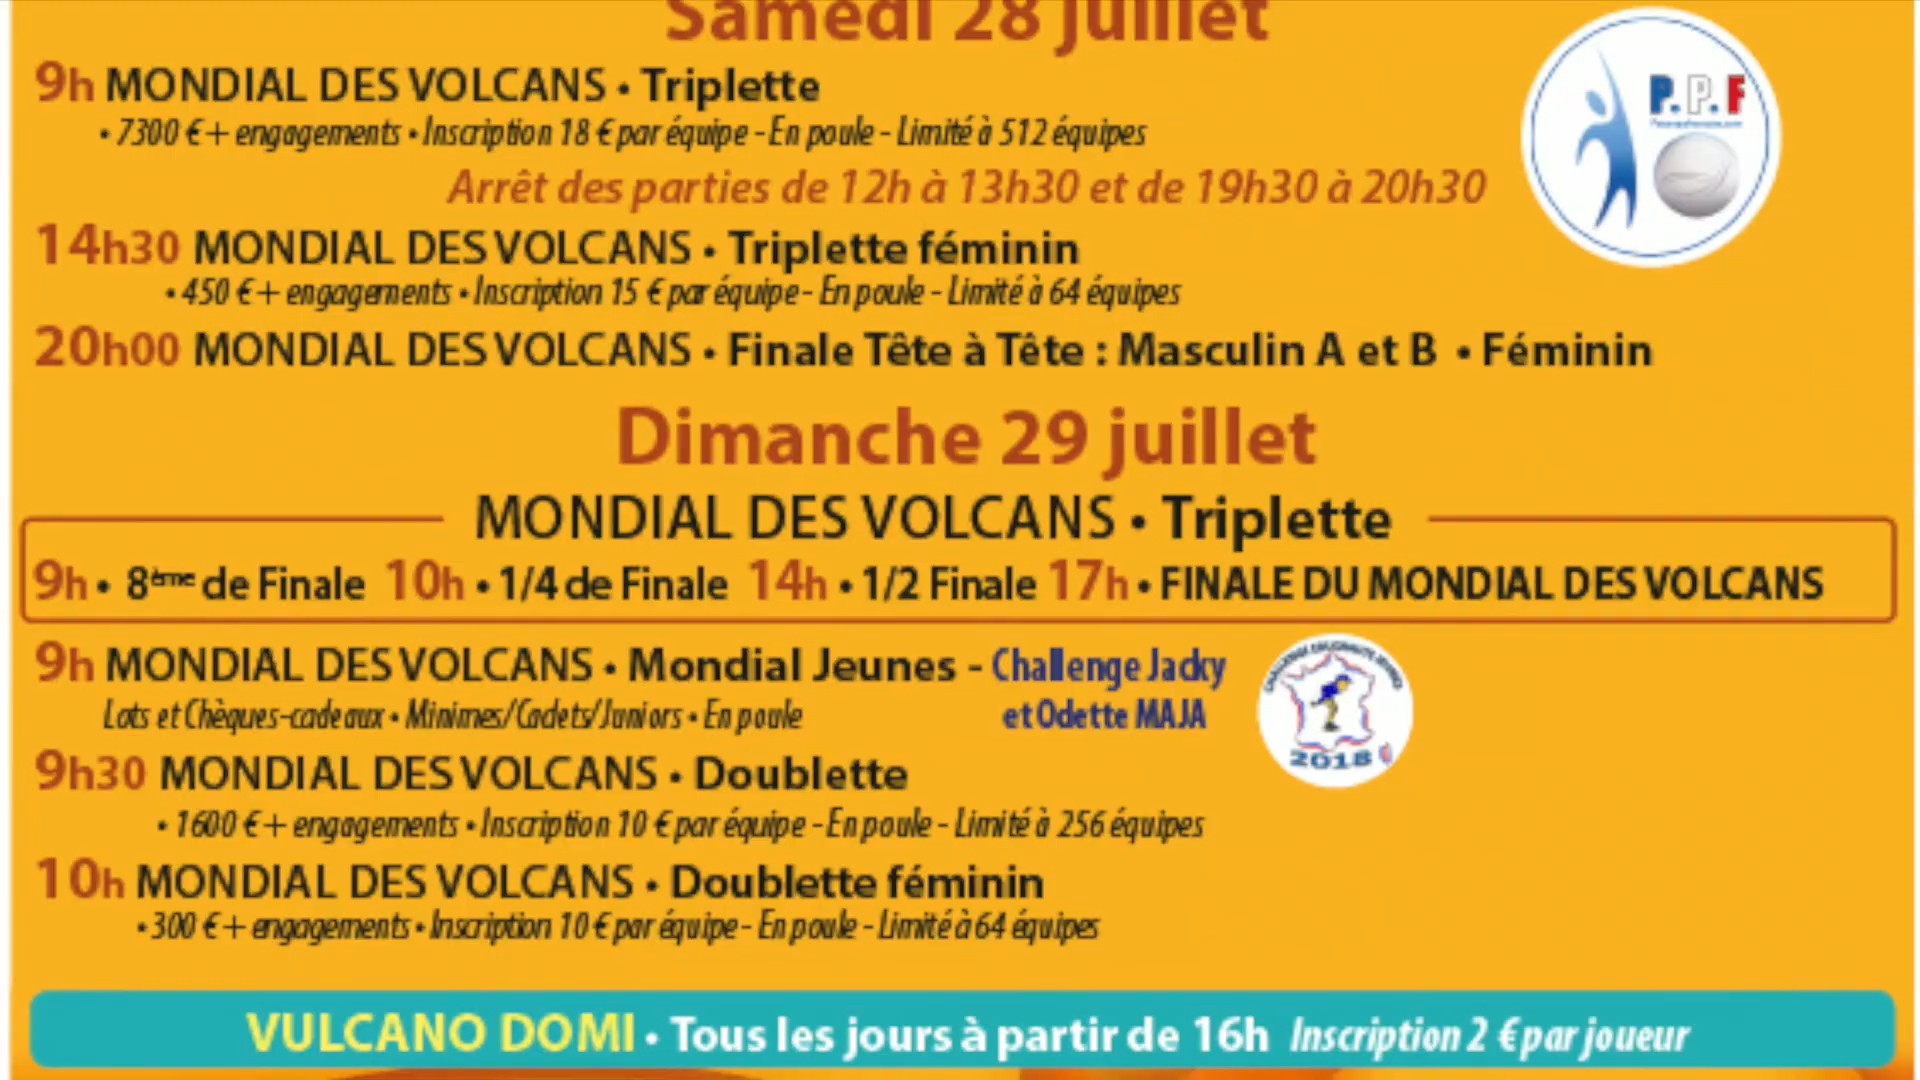 Samedi 28 juillet
9h MONDIAL DES VOLCANS • Triplette
• 7300 € + engagements • Inscription 18 € par équipe - En poule - Limité à 512 équipes
P.P.F
Arrêt des parties de 12h à 13h30 et de 19h30 à 20h30
14h30 MONDIAL DES VOLCANS • Triplette féminin
• 450 € + engagements • Inscription 15 € par équipe - En poule - Limité à 64 équipes
20h00 MONDIAL DES VOLCANS • Finale Tête à Tête : Masculin A et B • Féminin
Dimanche 29 juillet
MONDIAL DES VOLCANS • Triplette
9h • 8ème de Finale 10h • 1/4 de Finale 14h • 1/2 Finale 17h • FINALE DU MONDIAL DES VOLCANS
9h MONDIAL DES VOLCANS • Mondial Jeunes - Challenge Jacky
Lots et Chèques-cadeaux • Minimes/Cadets/Juniors • En poule et Odette MAJA
CHALLENGE
2018
9h30 MONDIAL DES VOLCANS • Doublette
• 1600 € + engagements • Inscription 10 € par équipe - En poule - Limité à 256 équipes
10h MONDIAL DES VOLCANS • Doublette féminin
• 300 € + engagements • Inscription 10 € par équipe - En poule - Limité à 64 équipes
VULCANO DOMI • Tous les jours à partir de 16h Inscription 2 € par joueur